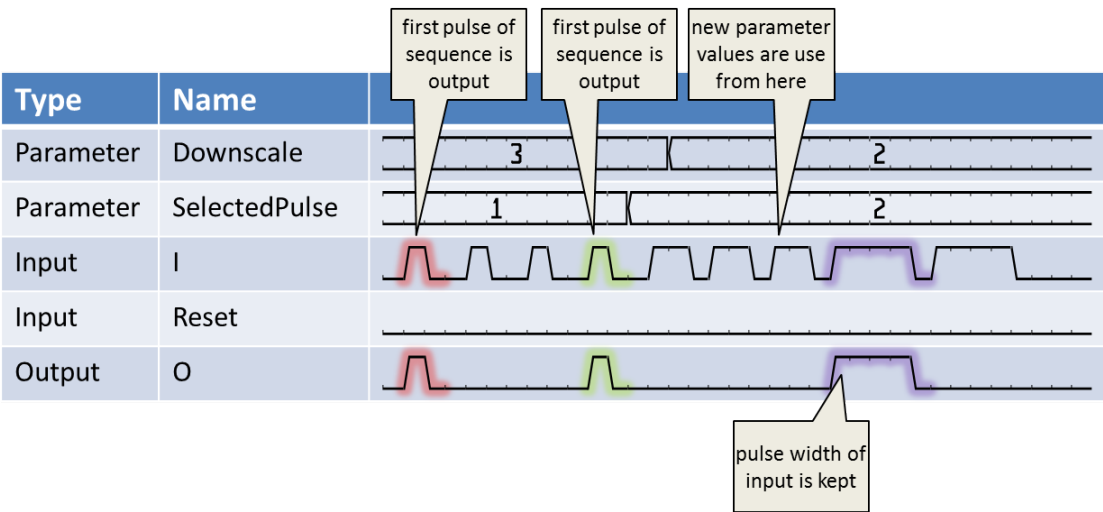 first pulse of
sequence is
output
first pulse of
sequence is
output
new parameter
values are use
from here
Type Name
Parameter Downscale 3 2
Parameter SelectedPulse 1 2
Input I
Input Reset
Output O
pulse width of
input is kept